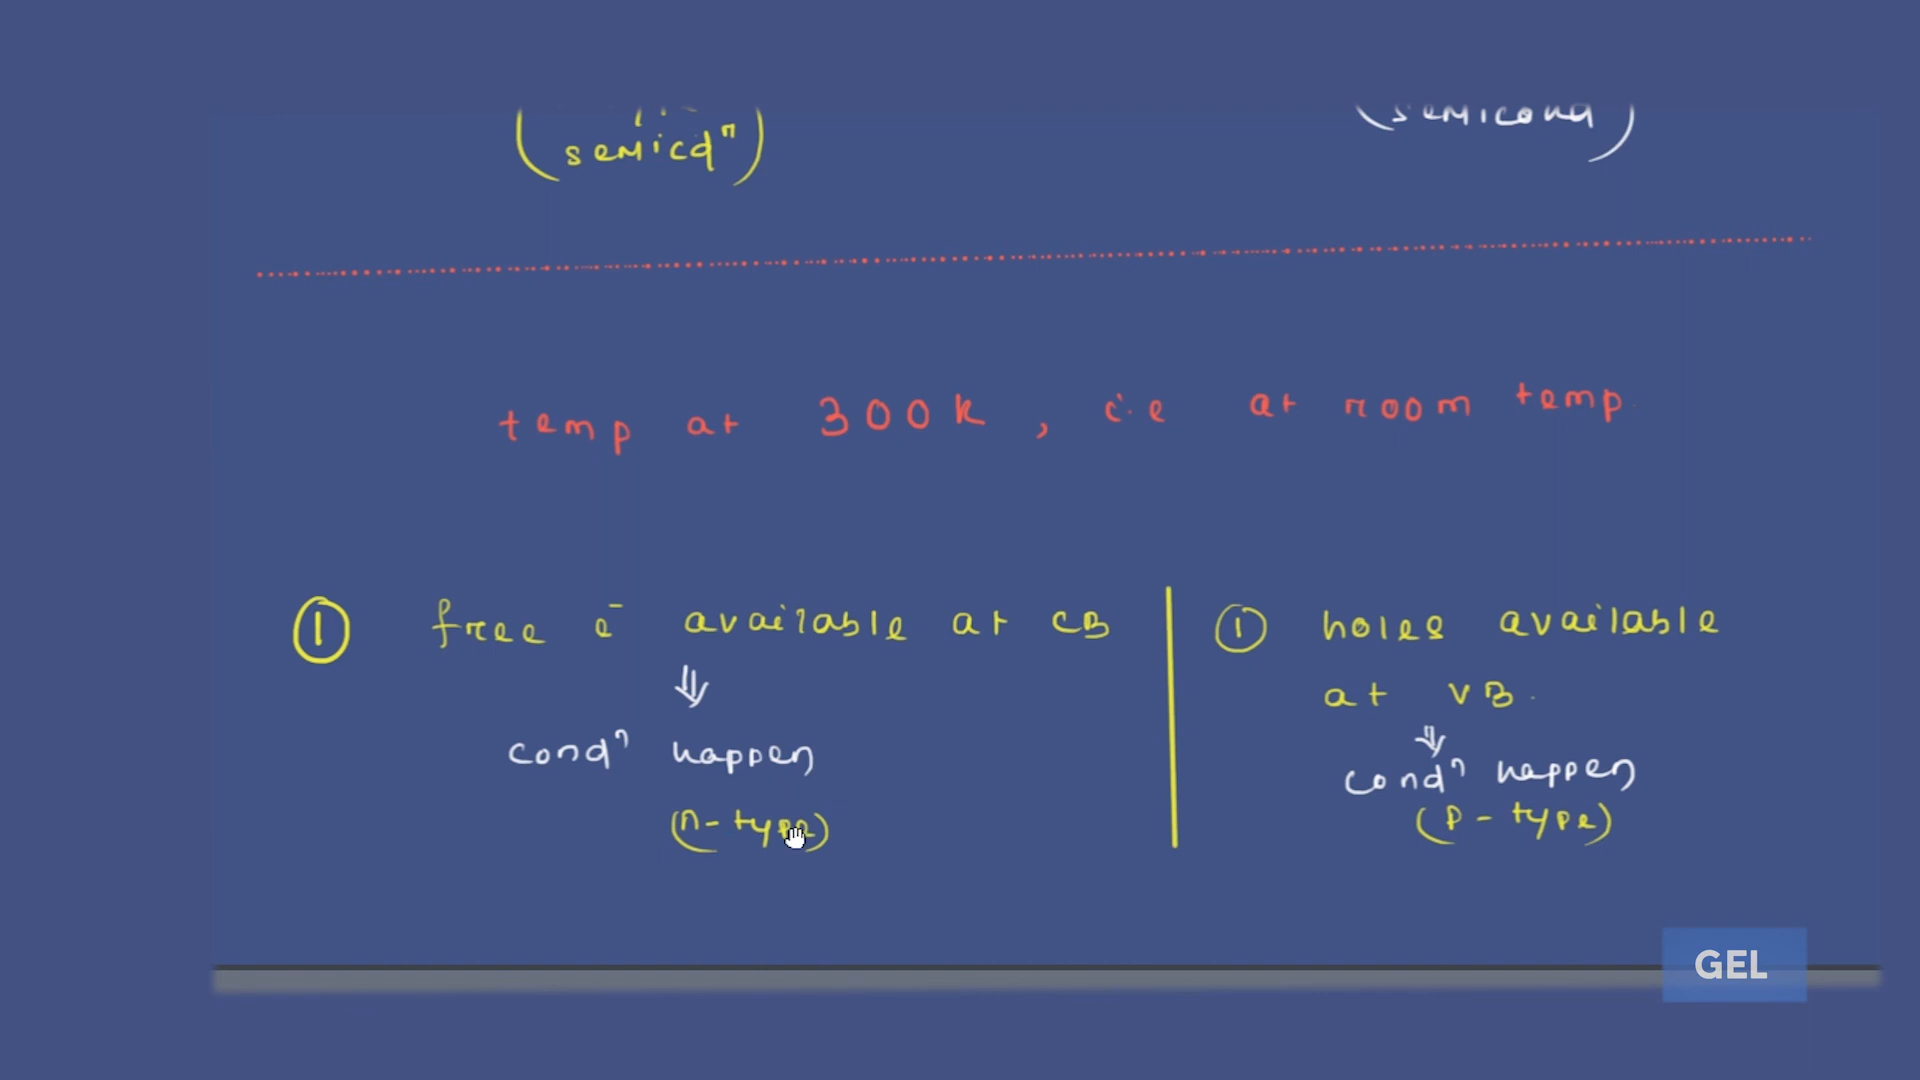 (semicdⁿ)
(semicond)
temp at 300k, i.e at room temp.
① free e⁻ available at CB
⇓
condⁿ happen
(n-type)
① holes available
at VB.
⇓
condⁿ happen
(P-type)
GEL